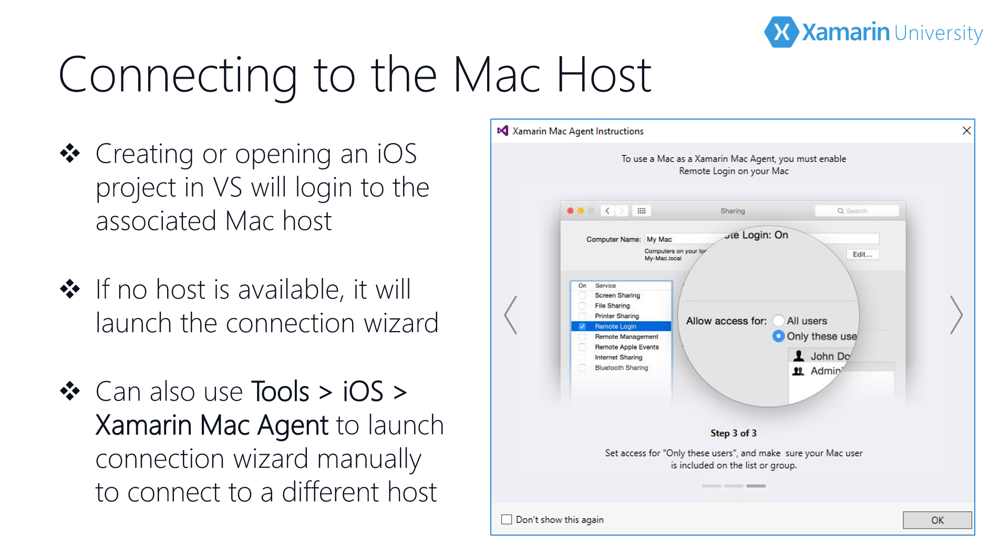 Xamarin University
Connecting to the Mac Host
❖ Creating or opening an iOS
project in VS will login to the
associated Mac host
❖ If no host is available, it will
launch the connection wizard
❖ Can also use Tools > iOS >
Xamarin Mac Agent to launch
connection wizard manually
to connect to a different host
Xamarin Mac Agent Instructions
To use a Mac as a Xamarin Mac Agent, you must enable
Remote Login on your Mac
Sharing
Search
Computer Name: My Mac
Computers on your
My-Mac.local
Edit...
Login: On
On Service
Screen Sharing
File Sharing
Printer Sharing
Remote Login
Remote Management
Remote Apple Events
Internet Sharing
Bluetooth Sharing
Allow access for: All users
Only these use
John Do
Admin
Step 3 of 3
Set access for "Only these users", and make sure your Mac user
is included on the list or group.
Don't show this again
OK